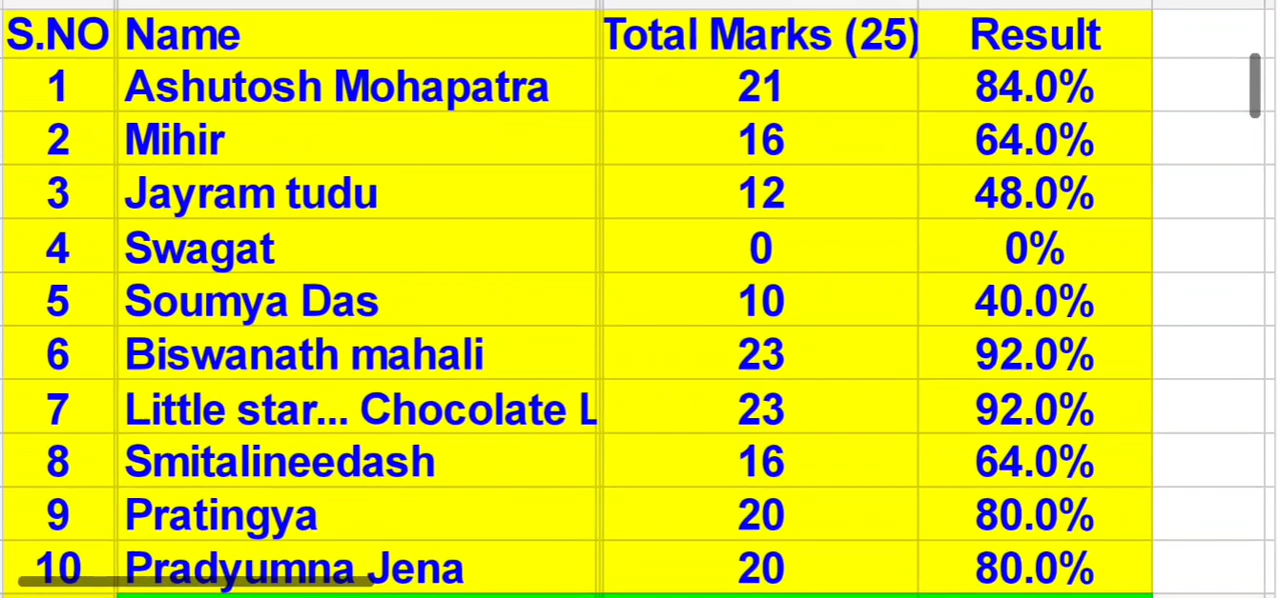 S.NO Name Total Marks (25) Result
1 Ashutosh Mohapatra 21 84.0%
2 Mihir 16 64.0%
3 Jayram tudu 12 48.0%
4 Swagat 0 0%
5 Soumya Das 10 40.0%
6 Biswanath mahali 23 92.0%
7 Little star... Chocolate L 23 92.0%
8 Smitalineedash 16 64.0%
9 Pratingya 20 80.0%
10 Pradyumna Jena 20 80.0%